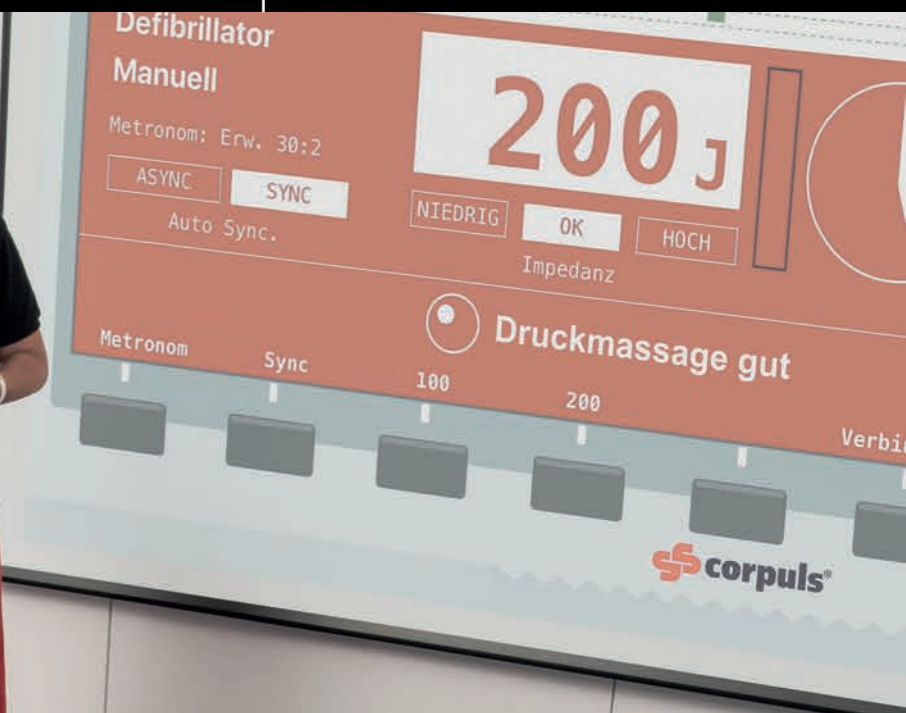 Defibrillator
Manuell
Metronom: Erw. 30:2
ASYNC SYNC
Auto Sync.
200 J
NIEDRIG OK HOCH
Impedanz
Druckmassage gut
Metronom Sync 100 200
corpuls®